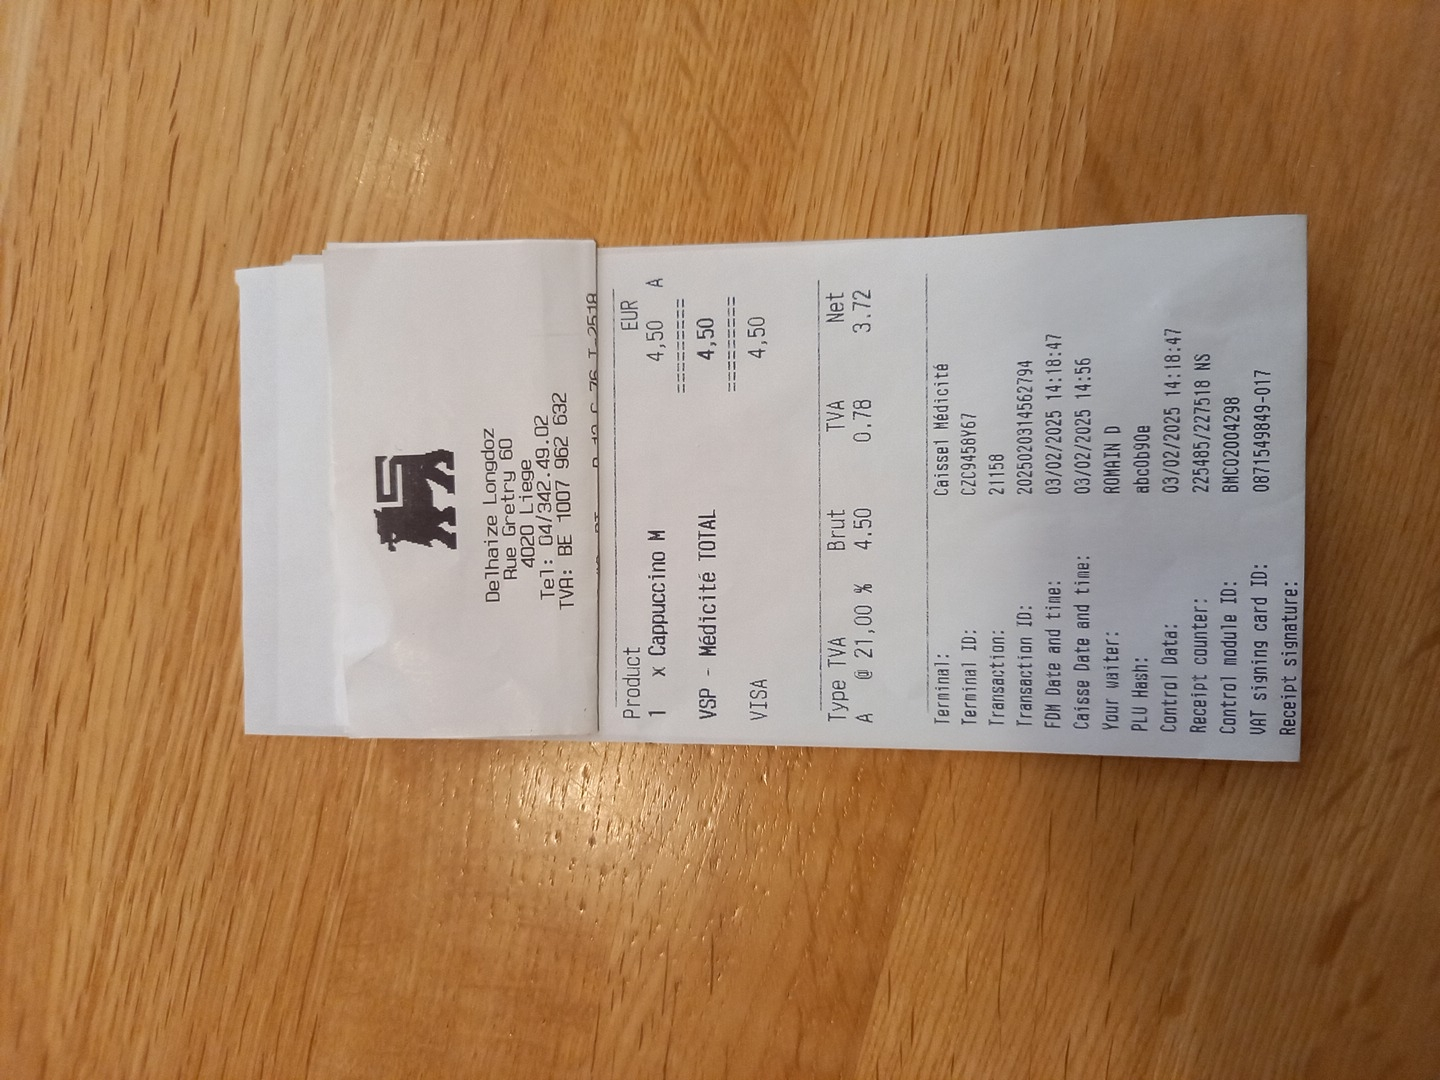 Delhaize Longdoz
Rue Gretry 60
4020 Liege
Tel: 04/342.49.02
TVA: BE 1007 962 632
Product EUR
1 x Cappuccino M 4,50 A
=========
VSP - Médicité TOTAL 4,50
=========
VISA 4,50
Type TVA Brut TVA Net
A @ 21,00 % 4.50 0.78 3.72
Terminal: Caisse1 Médicité
Terminal ID: CZC9458V67
Transaction: 21158
Transaction ID: 2025020314562794
FDM Date and time: 03/02/2025 14:18:47
Caisse Date and time: 03/02/2025 14:56
Your waiter: ROMAIN D
PLU Hash: abc0b90e
Control Data: 03/02/2025 14:18:47
Receipt counter: 225485/227518 NS
Control module ID: BMC02004298
VAT signing card ID: 0871549849-017
Receipt signature: